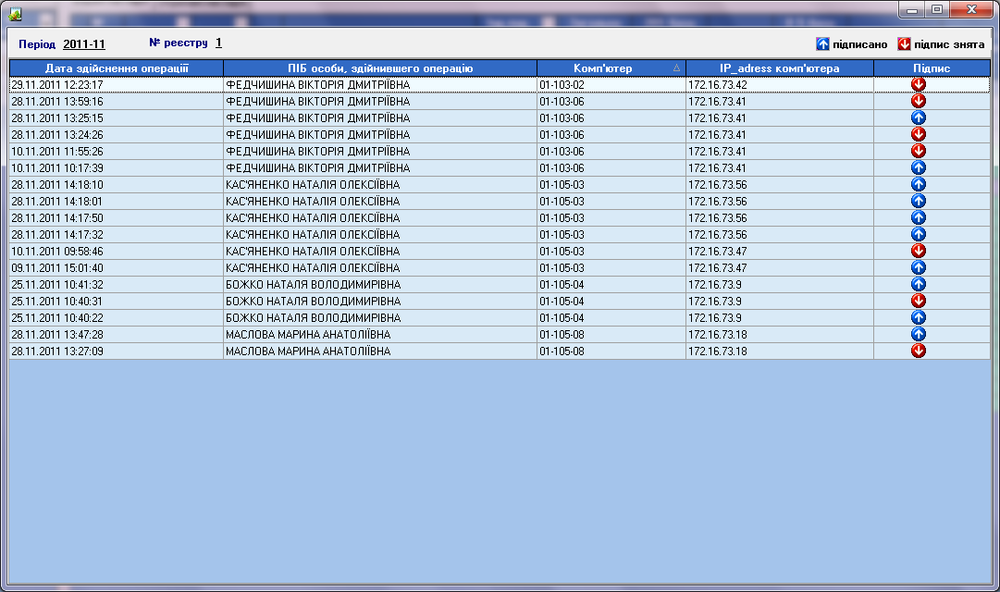 Період 2011-11 № реєстру 1 підписано підпис знята
Дата здійснення операціїї ПІБ особи, здійнившего операцію Комп'ютер IP_adress комп'ютера Підпис
29.11.2011 12:23:17 ФЕДЧИШИНА ВІКТОРІЯ ДМИТРІЇВНА 01-103-02 172.16.73.42
28.11.2011 13:59:16 ФЕДЧИШИНА ВІКТОРІЯ ДМИТРІЇВНА 01-103-06 172.16.73.41
28.11.2011 13:25:15 ФЕДЧИШИНА ВІКТОРІЯ ДМИТРІЇВНА 01-103-06 172.16.73.41
28.11.2011 13:24:26 ФЕДЧИШИНА ВІКТОРІЯ ДМИТРІЇВНА 01-103-06 172.16.73.41
10.11.2011 11:55:26 ФЕДЧИШИНА ВІКТОРІЯ ДМИТРІЇВНА 01-103-06 172.16.73.41
10.11.2011 10:17:39 ФЕДЧИШИНА ВІКТОРІЯ ДМИТРІЇВНА 01-103-06 172.16.73.41
28.11.2011 14:18:10 КАС'ЯНЕНКО НАТАЛІЯ ОЛЕКСІЇВНА 01-105-03 172.16.73.56
28.11.2011 14:18:01 КАС'ЯНЕНКО НАТАЛІЯ ОЛЕКСІЇВНА 01-105-03 172.16.73.56
28.11.2011 14:17:50 КАС'ЯНЕНКО НАТАЛІЯ ОЛЕКСІЇВНА 01-105-03 172.16.73.56
28.11.2011 14:17:32 КАС'ЯНЕНКО НАТАЛІЯ ОЛЕКСІЇВНА 01-105-03 172.16.73.56
10.11.2011 09:58:46 КАС'ЯНЕНКО НАТАЛІЯ ОЛЕКСІЇВНА 01-105-03 172.16.73.47
09.11.2011 15:01:40 КАС'ЯНЕНКО НАТАЛІЯ ОЛЕКСІЇВНА 01-105-03 172.16.73.47
25.11.2011 10:41:32 БОЖКО НАТАЛЯ ВОЛОДИМИРІВНА 01-105-04 172.16.73.9
25.11.2011 10:40:31 БОЖКО НАТАЛЯ ВОЛОДИМИРІВНА 01-105-04 172.16.73.9
25.11.2011 10:40:22 БОЖКО НАТАЛЯ ВОЛОДИМИРІВНА 01-105-04 172.16.73.9
28.11.2011 13:47:28 МАСЛОВА МАРИНА АНАТОЛІЇВНА 01-105-08 172.16.73.18
28.11.2011 13:27:09 МАСЛОВА МАРИНА АНАТОЛІЇВНА 01-105-08 172.16.73.18